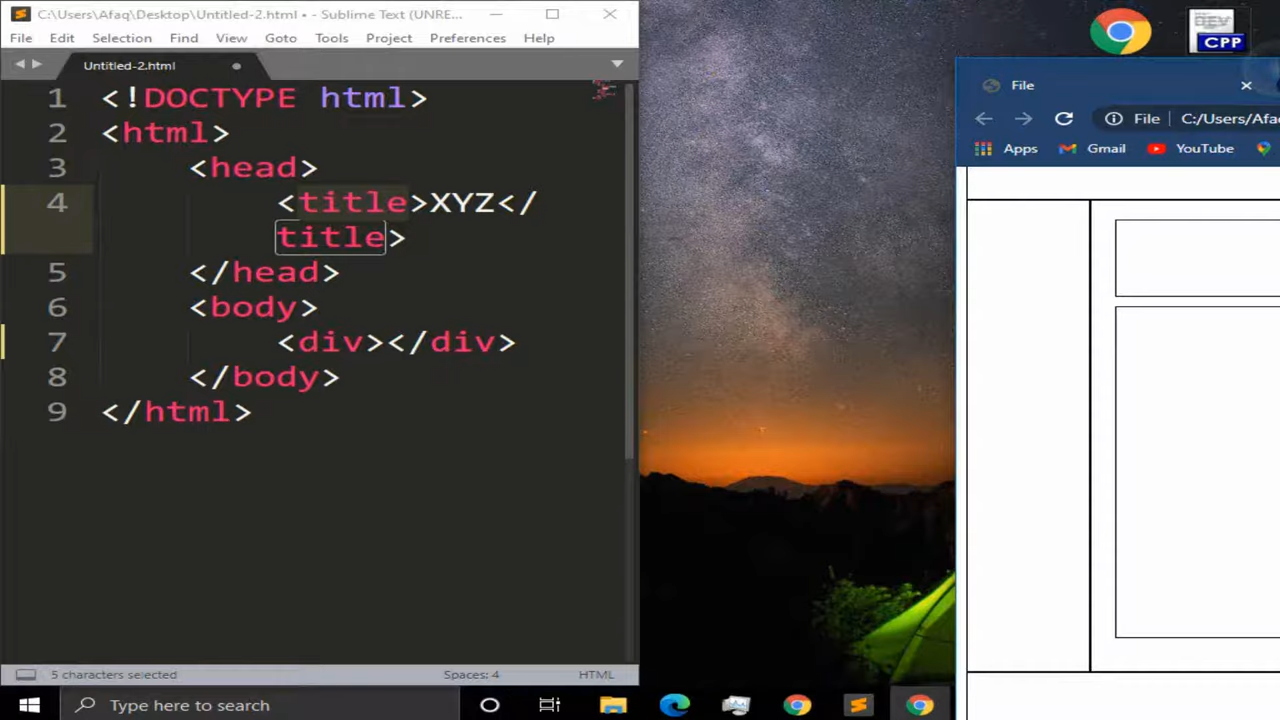 C:\Users\Afaq\Desktop\Untitled-2.html • - Sublime Text (UNRE...
File Edit Selection Find View Goto Tools Project Preferences Help
Untitled-2.html
1 <!DOCTYPE html>
2 <html>
3 <head>
4 <title>XYZ</
title>
5 </head>
6 <body>
7 <div></div>
8 </body>
9 </html>
5 characters selected Spaces: 4 HTML
DEV
CPP
File
File C:/Users/Afaq
Apps Gmail YouTube
Type here to search